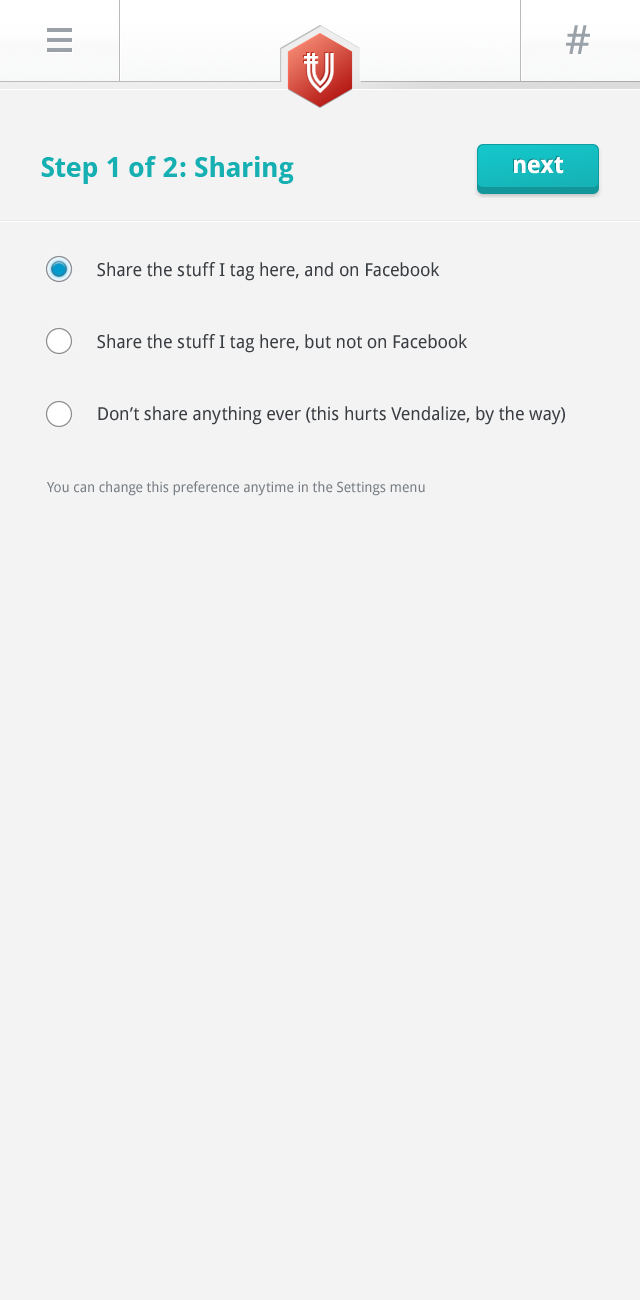 #
Step 1 of 2: Sharing
next
Share the stuff I tag here, and on Facebook
Share the stuff I tag here, but not on Facebook
Don’t share anything ever (this hurts Vendalize, by the way)
You can change this preference anytime in the Settings menu